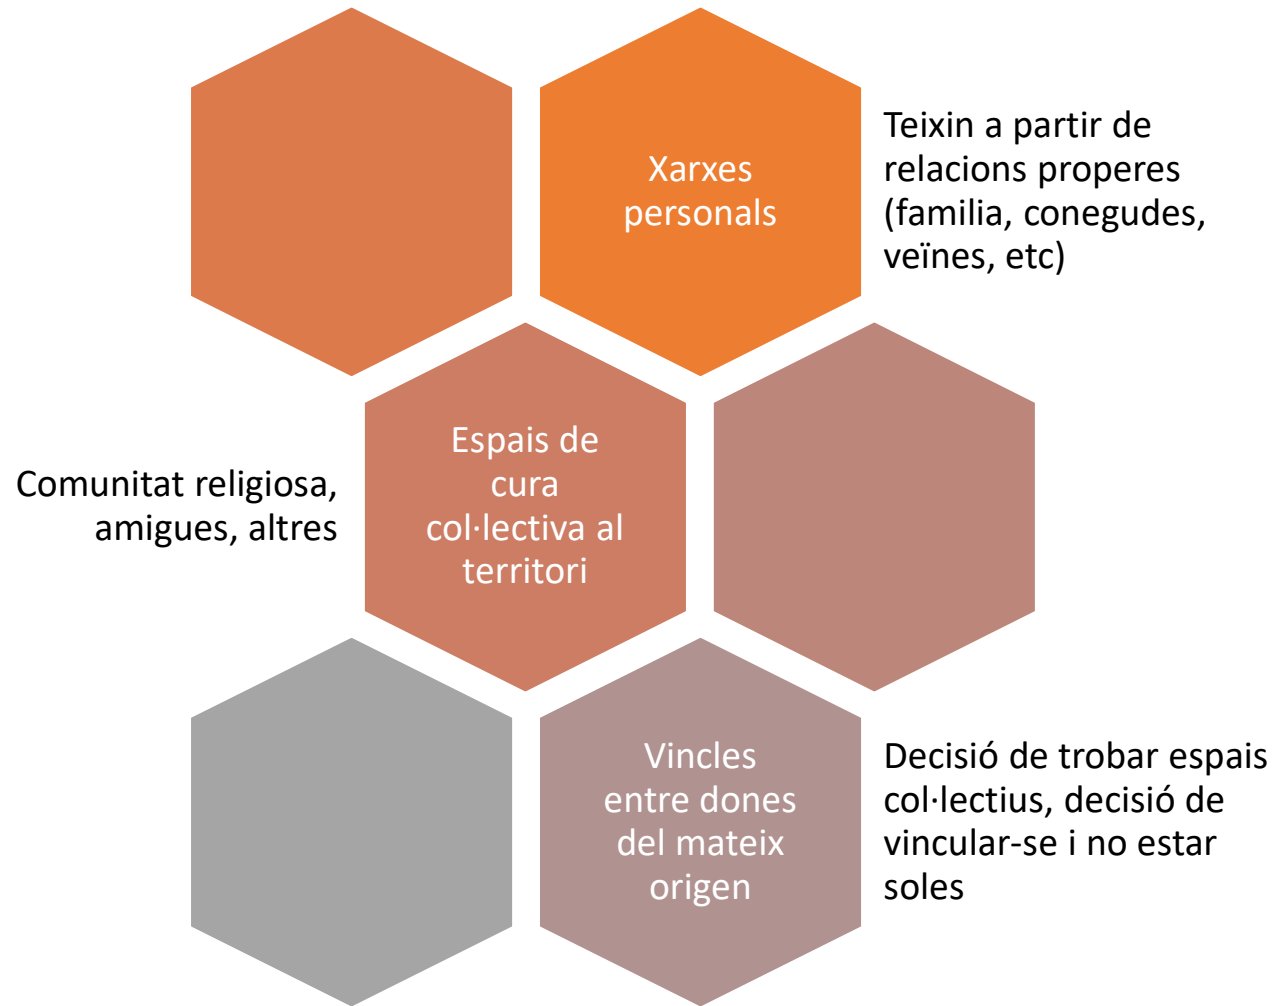 Xarxes
personals
Teixin a partir de
relacions properes
(familia, conegudes,
veïnes, etc)
Comunitat religiosa,
amigues, altres
Espais de
cura
col·lectiva al
territori
Vincles
entre dones
del mateix
origen
Decisió de trobar espais
col·lectius, decisió de
vincular-se i no estar
soles